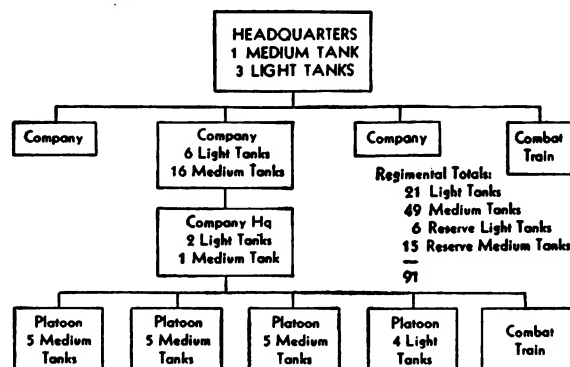 HEADQUARTERS
1 MEDIUM TANK
3 LIGHT TANKS
Company
Company
6 Light Tanks
16 Medium Tanks
Company
Combat
Train
Regimental Totals:
21 Light Tanks
49 Medium Tanks
6 Reserve Light Tanks
15 Reserve Medium Tanks
91
Company Hq
2 Light Tanks
1 Medium Tank
Platoon
5 Medium
Tanks
Platoon
5 Medium
Tanks
Platoon
5 Medium
Tanks
Platoon
4 Light
Tanks
Combat
Train